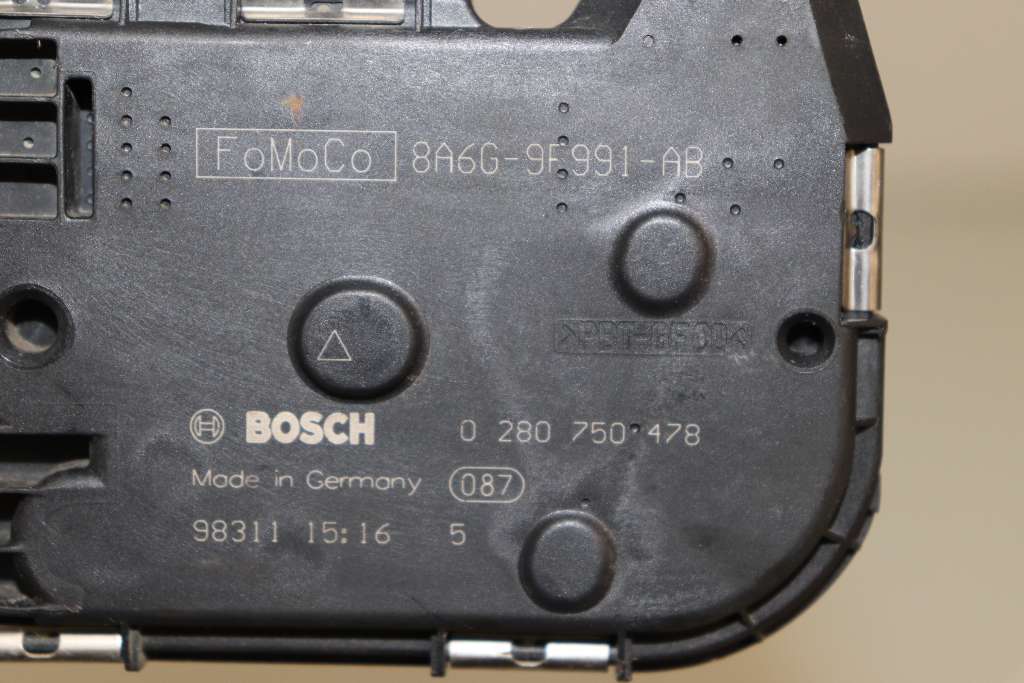 FoMoCo 8A6G-9F991-AB
>PBT-GF30<
BOSCH 0 280 750 478
Made in Germany 087
98311 15:16 5